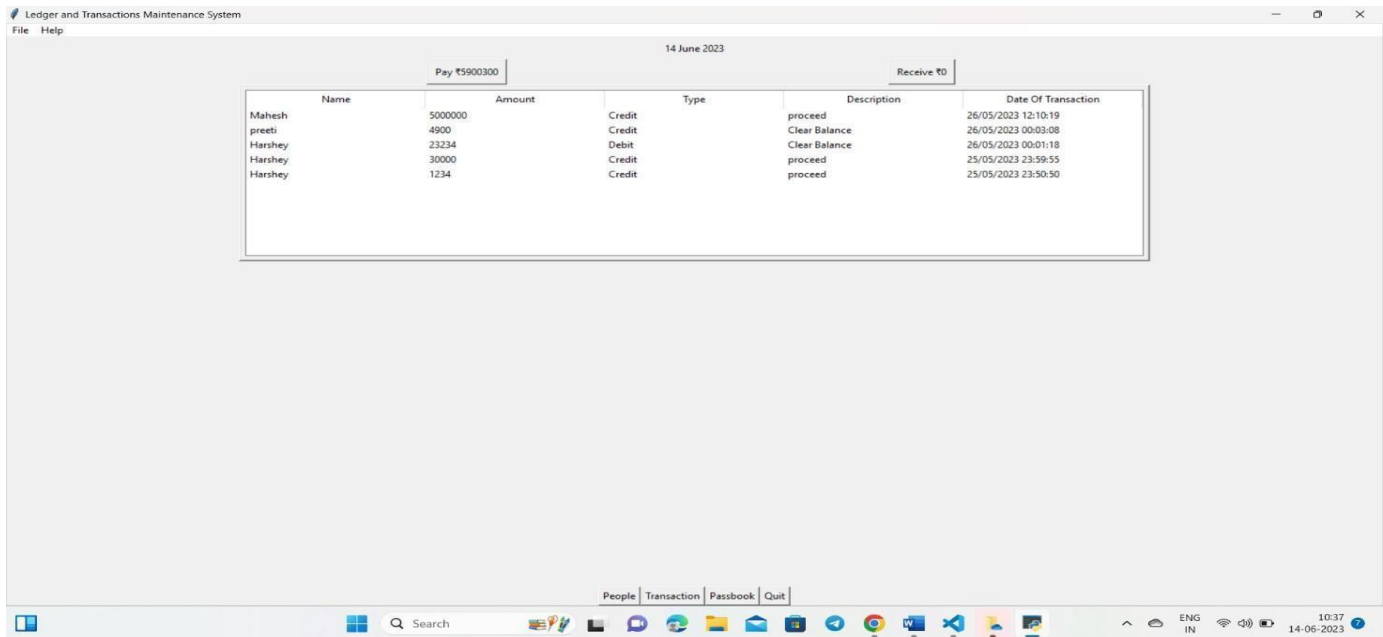 Ledger and Transactions Maintenance System
File Help
14 June 2023
Pay ₹5900300 Receive ₹0
Name Amount Type Description Date Of Transaction
Mahesh 5000000 Credit proceed 26/05/2023 12:10:19
preeti 4900 Credit Clear Balance 26/05/2023 00:03:08
Harshey 23234 Debit Clear Balance 26/05/2023 00:01:18
Harshey 30000 Credit proceed 25/05/2023 23:59:55
Harshey 1234 Credit proceed 25/05/2023 23:50:50
People Transaction Passbook Quit
Search ENG 10:37
IN 14-06-2023 7